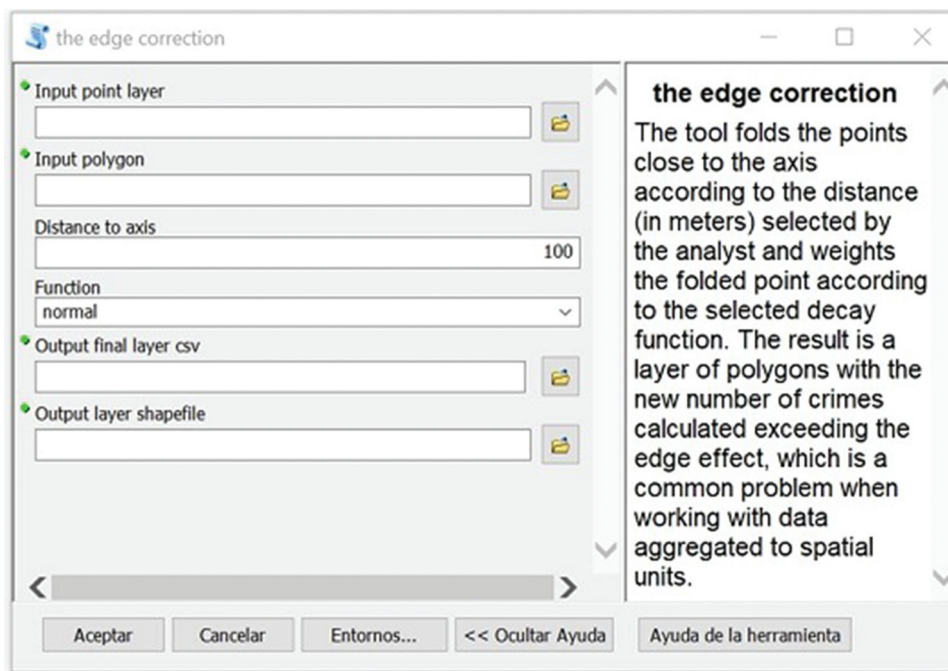 the edge correction
Input point layer
Input polygon
Distance to axis
100
Function
normal
Output final layer csv
Output layer shapefile
the edge correction
The tool folds the points
close to the axis
according to the distance
(in meters) selected by
the analyst and weights
the folded point according
to the selected decay
function. The result is a
layer of polygons with the
new number of crimes
calculated exceeding the
edge effect, which is a
common problem when
working with data
aggregated to spatial
units.
Aceptar
Cancelar
Entornos...
<< Ocultar Ayuda
Ayuda de la herramienta